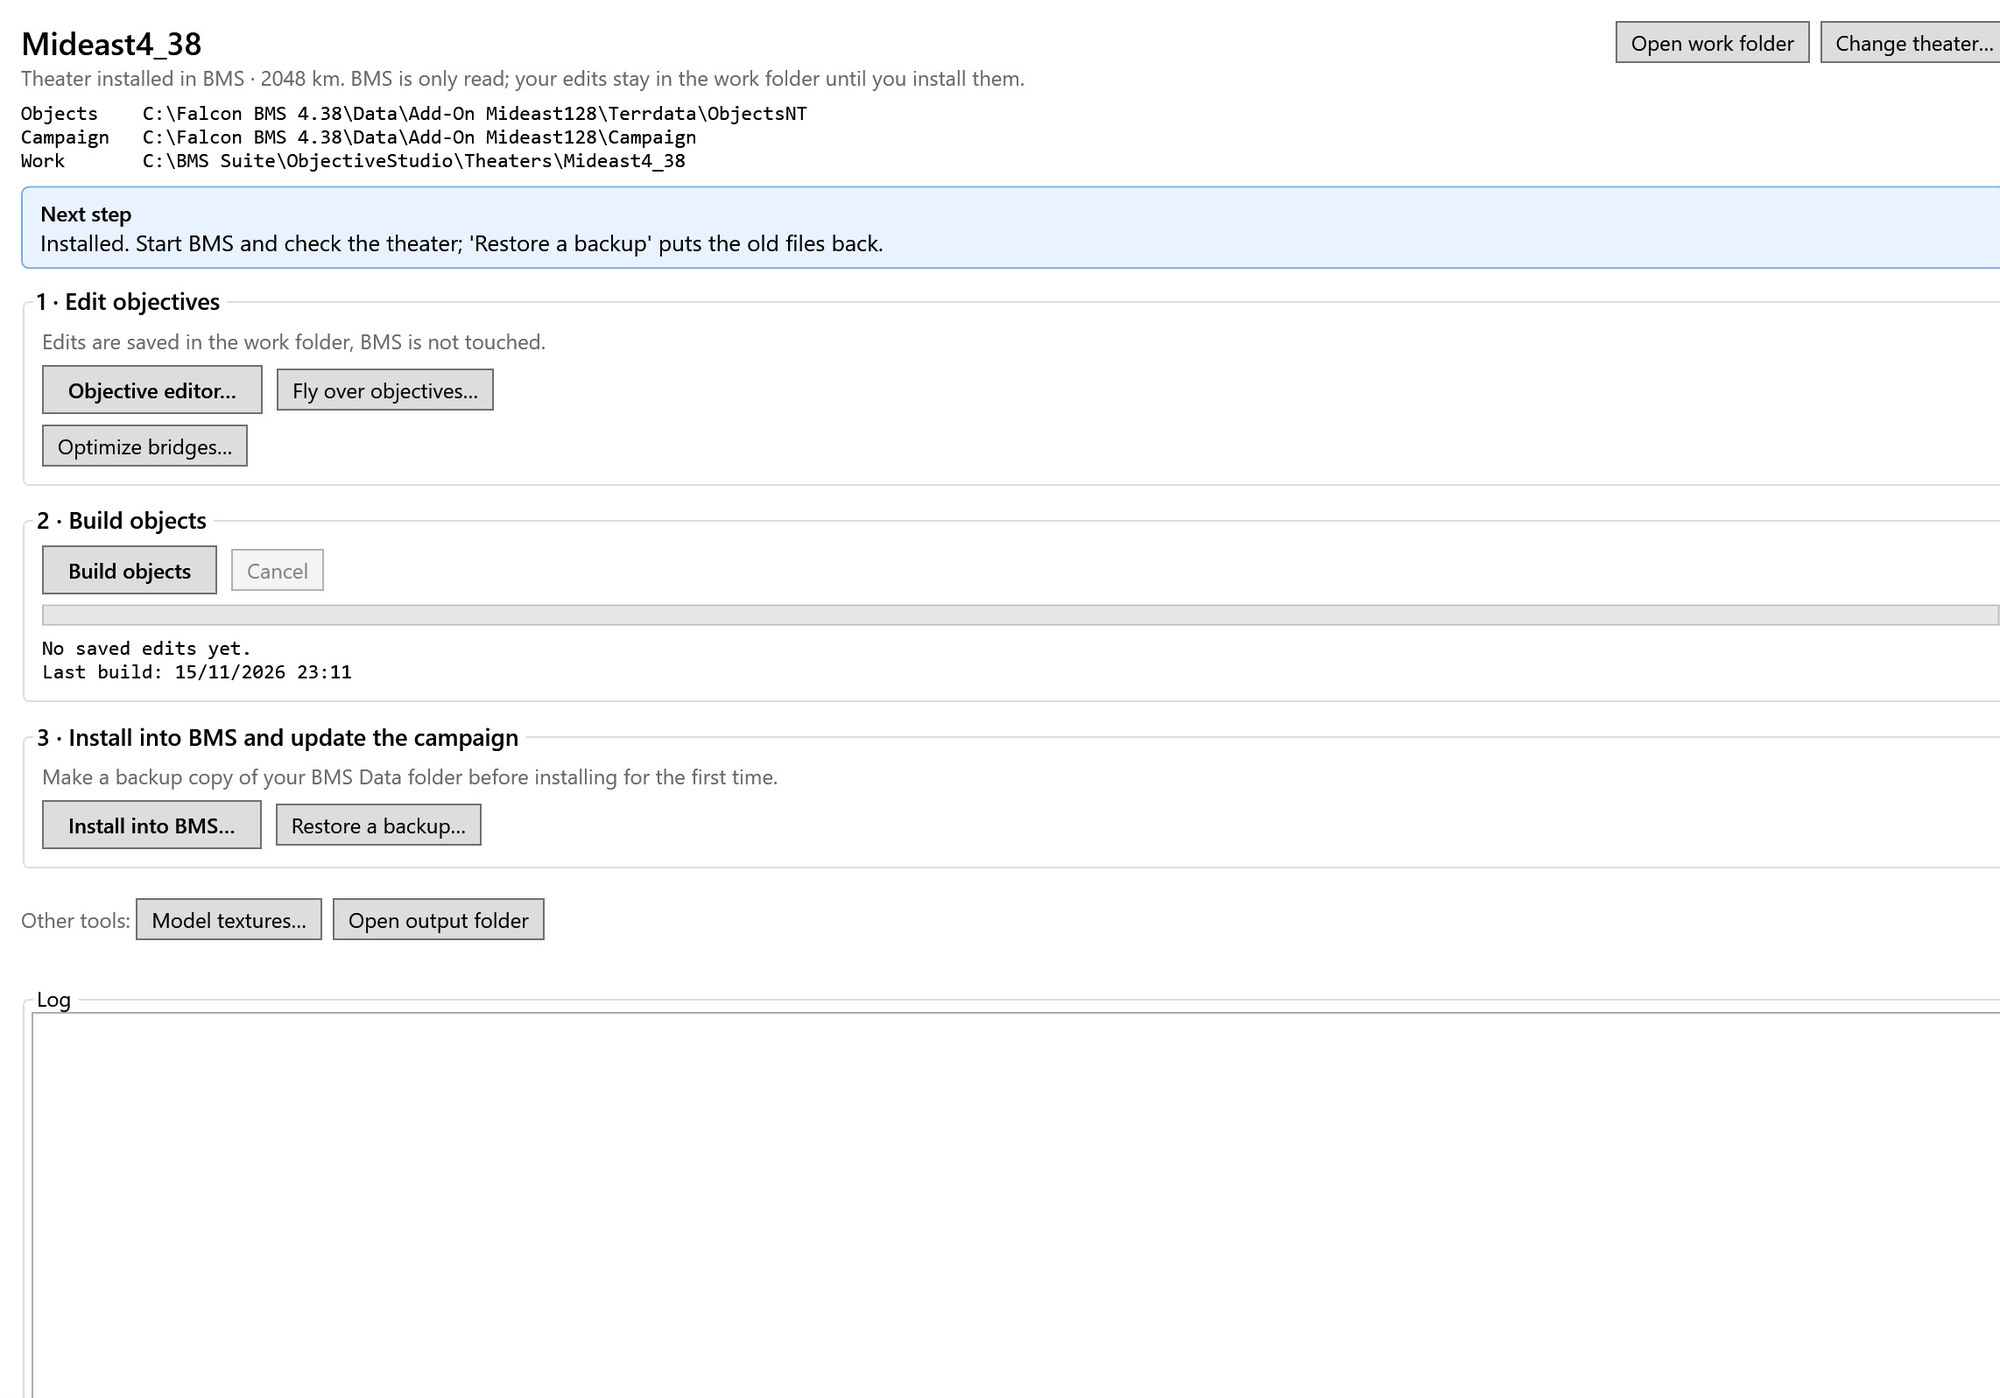 Mideast4_38
Open work folder
Change theater...
Theater installed in BMS · 2048 km. BMS is only read; your edits stay in the work folder until you install them.
Objects C:\Falcon BMS 4.38\Data\Add-On Mideast128\Terrdata\ObjectsNT
Campaign C:\Falcon BMS 4.38\Data\Add-On Mideast128\Campaign
Work C:\BMS Suite\ObjectiveStudio\Theaters\Mideast4_38
Next step
Installed. Start BMS and check the theater; 'Restore a backup' puts the old files back.
1 · Edit objectives
Edits are saved in the work folder, BMS is not touched.
Objective editor... Fly over objectives...
Optimize bridges...
2 · Build objects
Build objects Cancel
No saved edits yet.
Last build: 15/11/2026 23:11
3 · Install into BMS and update the campaign
Make a backup copy of your BMS Data folder before installing for the first time.
Install into BMS... Restore a backup...
Other tools: Model textures... Open output folder
Log